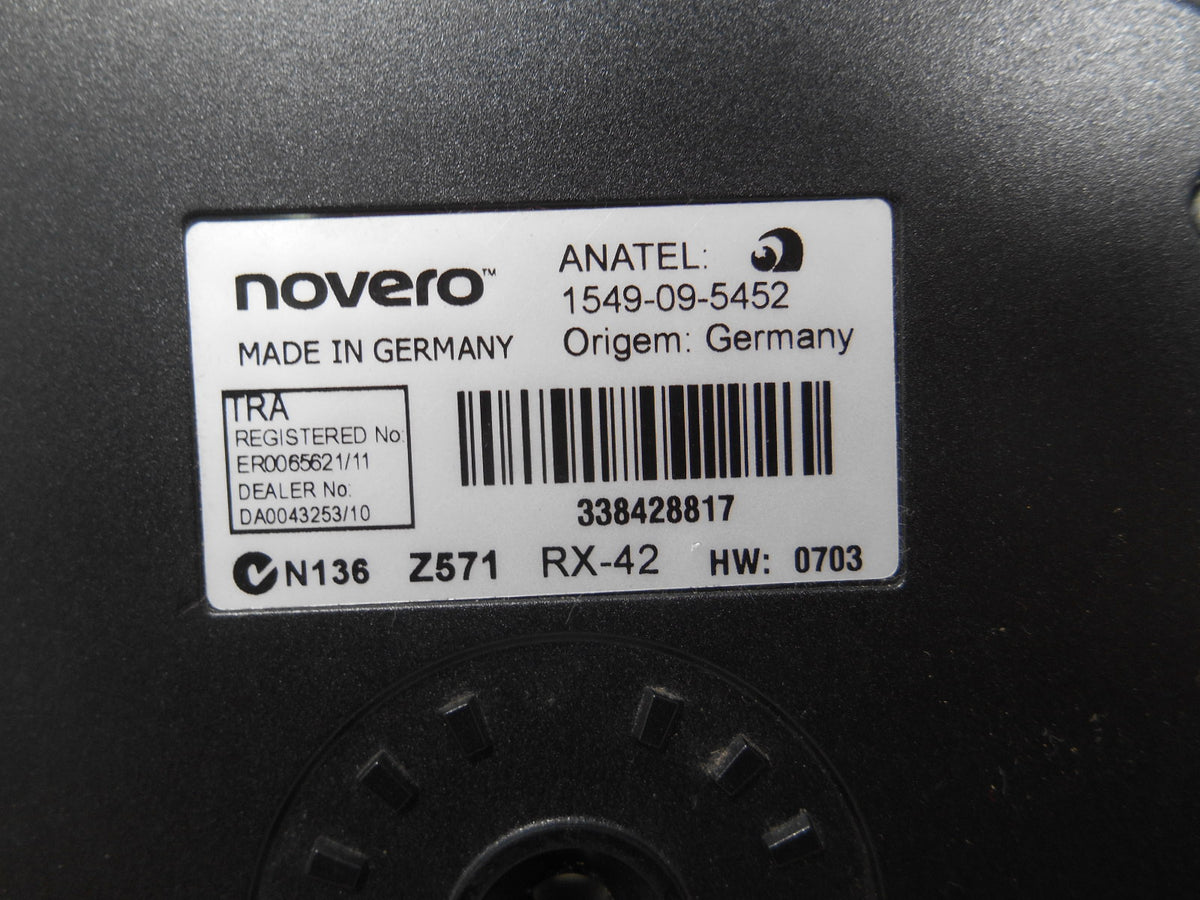 novero™
MADE IN GERMANY
ANATEL:
1549-09-5452
Origem: Germany
TRA
REGISTERED No:
ER0065621/11
DEALER No:
DA0043253/10
338428817
N136 Z571 RX-42 HW: 0703